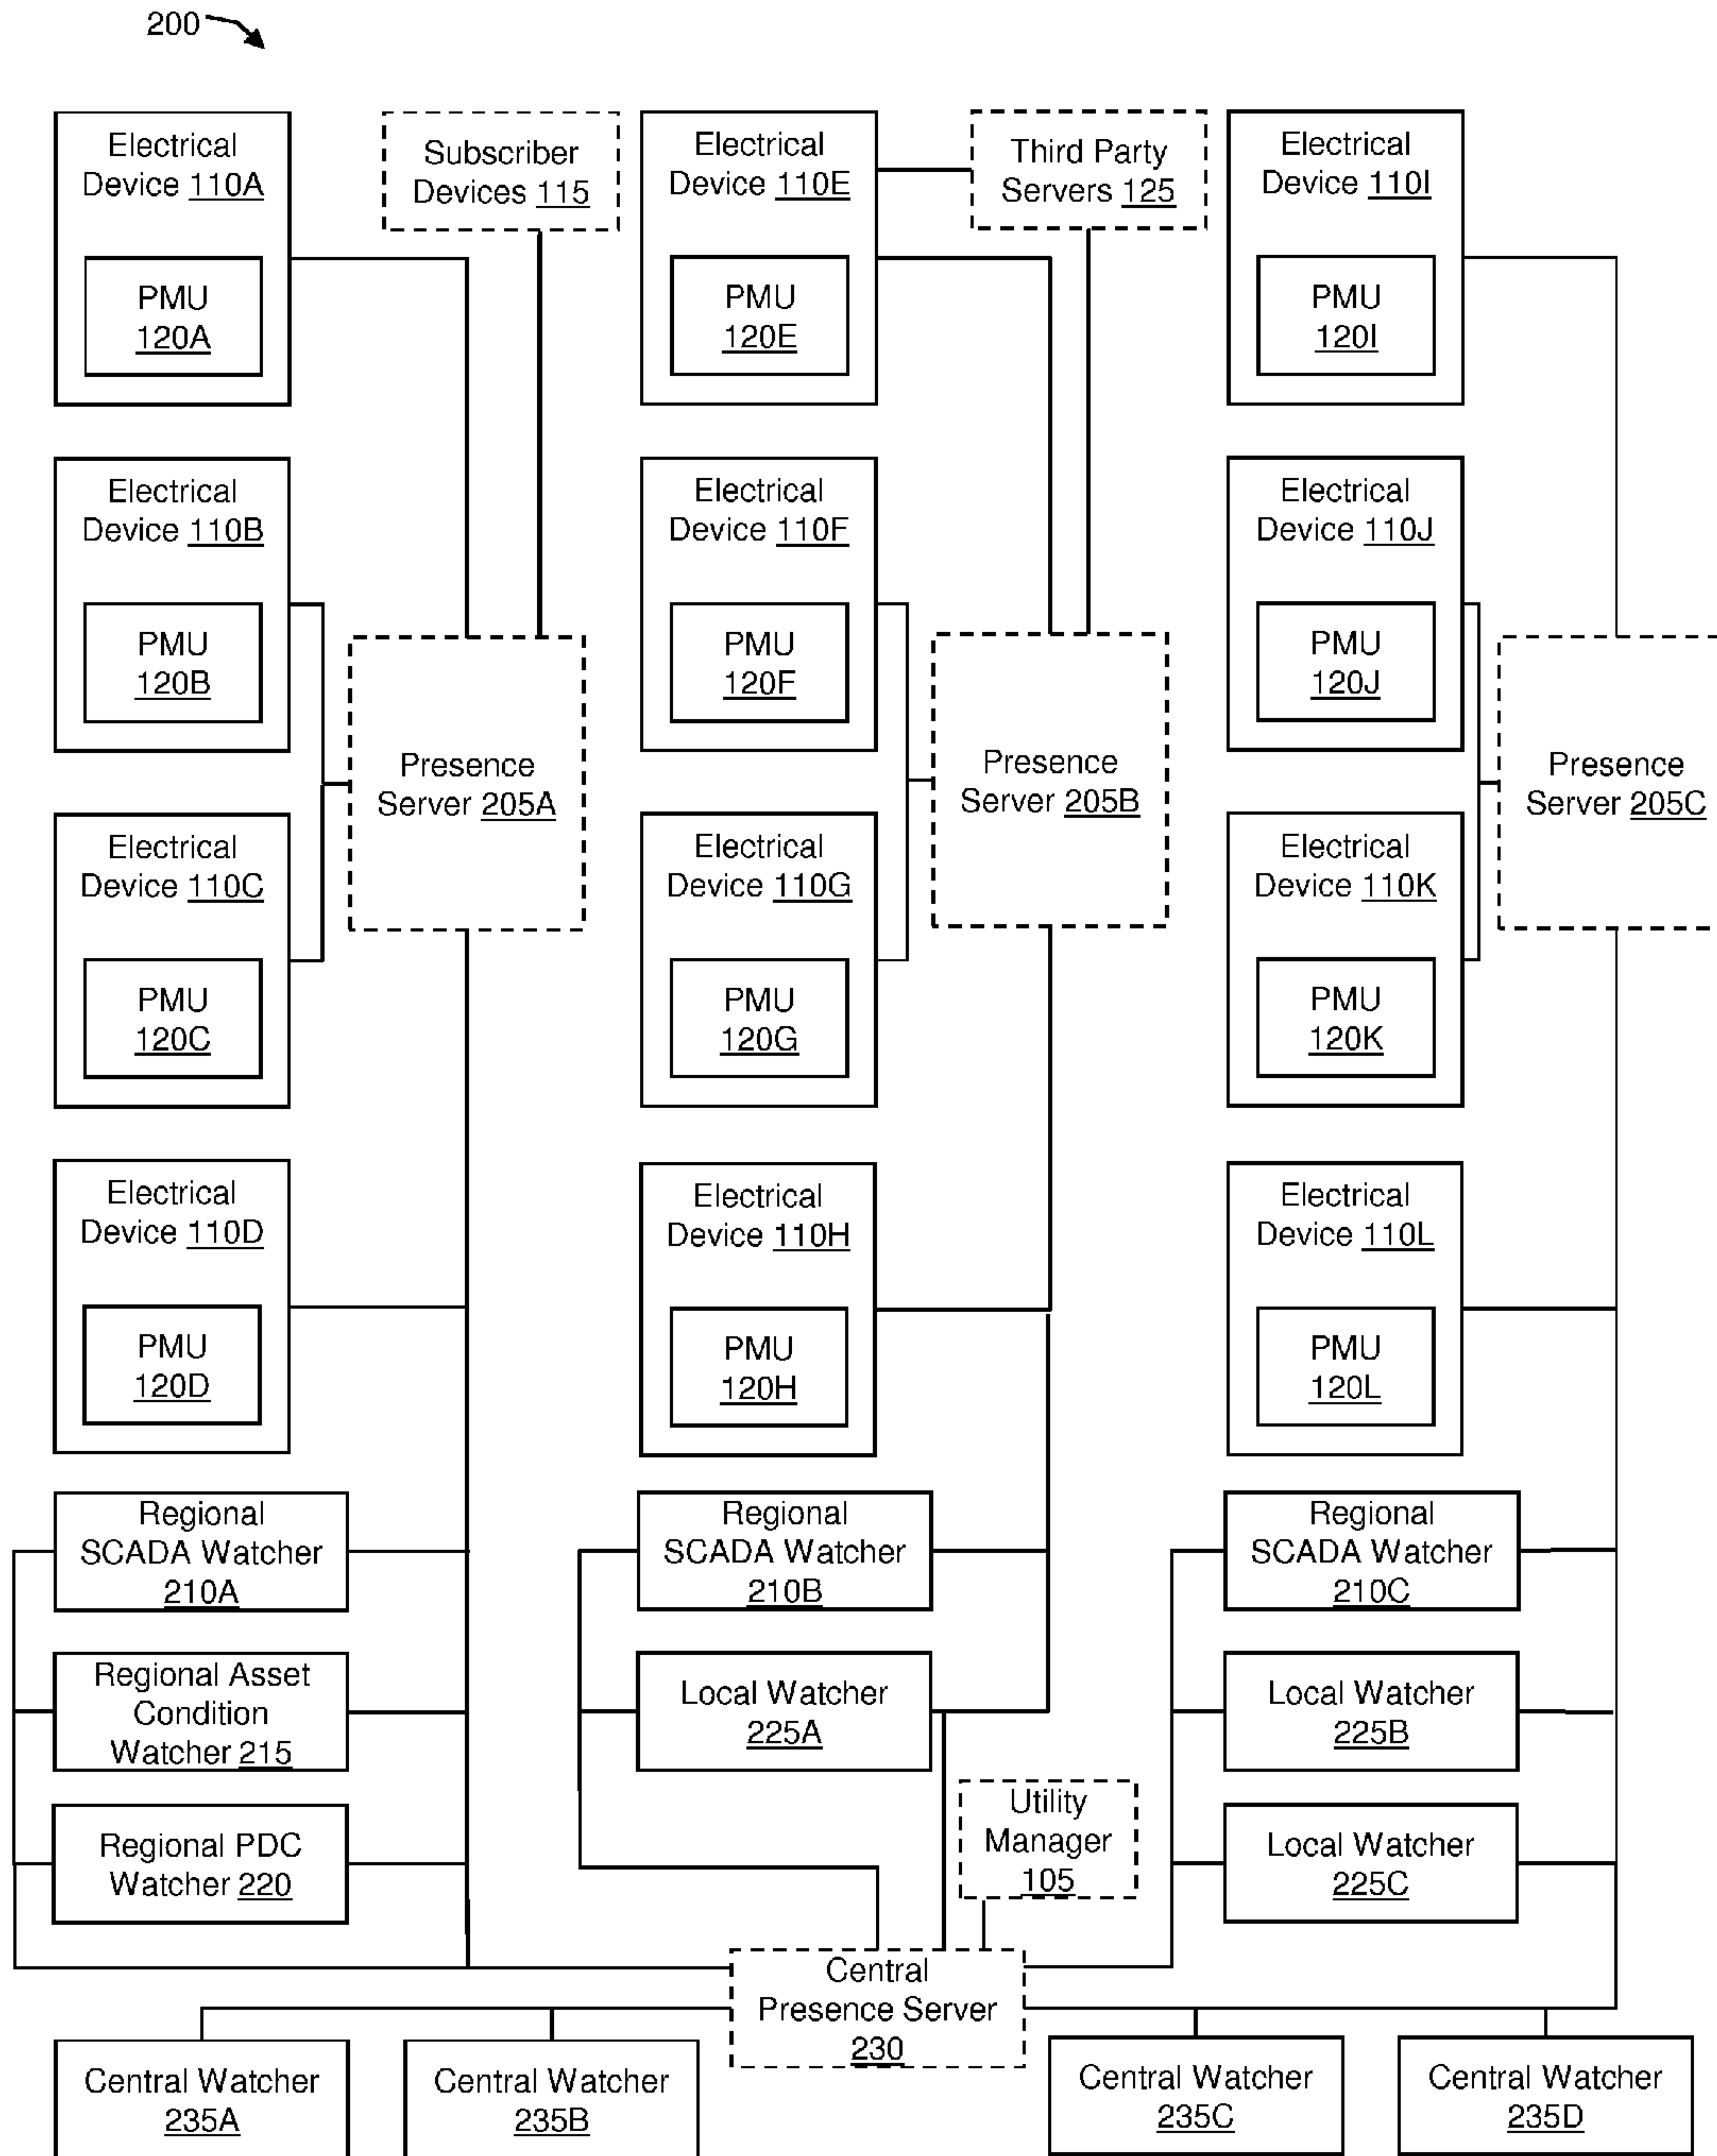 200
Electrical
Device 110A
PMU
120A
Subscriber
Devices 115
Electrical
Device 110E
PMU
120E
Third Party
Servers 125
Electrical
Device 110I
PMU
120I
Electrical
Device 110B
PMU
120B
Electrical
Device 110F
PMU
120F
Electrical
Device 110J
PMU
120J
Presence
Server 205A
Presence
Server 205B
Presence
Server 205C
Electrical
Device 110C
PMU
120C
Electrical
Device 110G
PMU
120G
Electrical
Device 110K
PMU
120K
Electrical
Device 110D
PMU
120D
Electrical
Device 110H
PMU
120H
Electrical
Device 110L
PMU
120L
Regional
SCADA Watcher
210A
Regional
SCADA Watcher
210B
Regional
SCADA Watcher
210C
Regional Asset
Condition
Watcher 215
Local Watcher
225A
Local Watcher
225B
Regional PDC
Watcher 220
Utility
Manager
105
Local Watcher
225C
Central
Presence Server
230
Central Watcher
235A
Central Watcher
235B
Central Watcher
235C
Central Watcher
235D